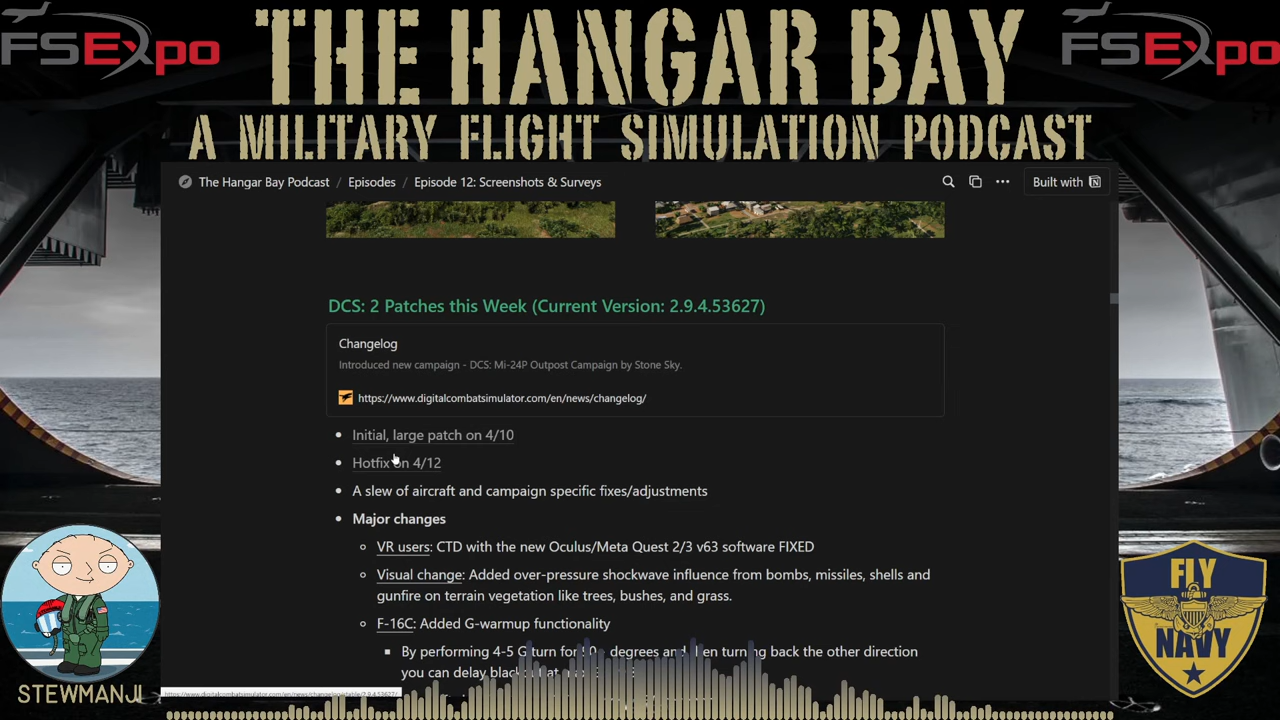 FSExpo
THE HANGAR BAY
FSExpo
A MILITARY FLIGHT SIMULATION PODCAST
The Hangar Bay Podcast / Episodes / Episode 12: Screenshots & Surveys
Built with
DCS: 2 Patches this Week (Current Version: 2.9.4.53627)
Changelog
Introduced new campaign - DCS: Mi-24P Outpost Campaign by Stone Sky.
https://www.digitalcombatsimulator.com/en/news/changelog/
Initial, large patch on 4/10
Hotfix on 4/12
A slew of aircraft and campaign specific fixes/adjustments
Major changes
VR users: CTD with the new Oculus/Meta Quest 2/3 v63 software FIXED
Visual change: Added over-pressure shockwave influence from bombs, missiles, shells and
gunfire on terrain vegetation like trees, bushes, and grass.
F-16C: Added G-warmup functionality
By performing 4-5 G turn for degrees and then turning back the other direction
you can delay
STEWMANJI
FLY
NAVY